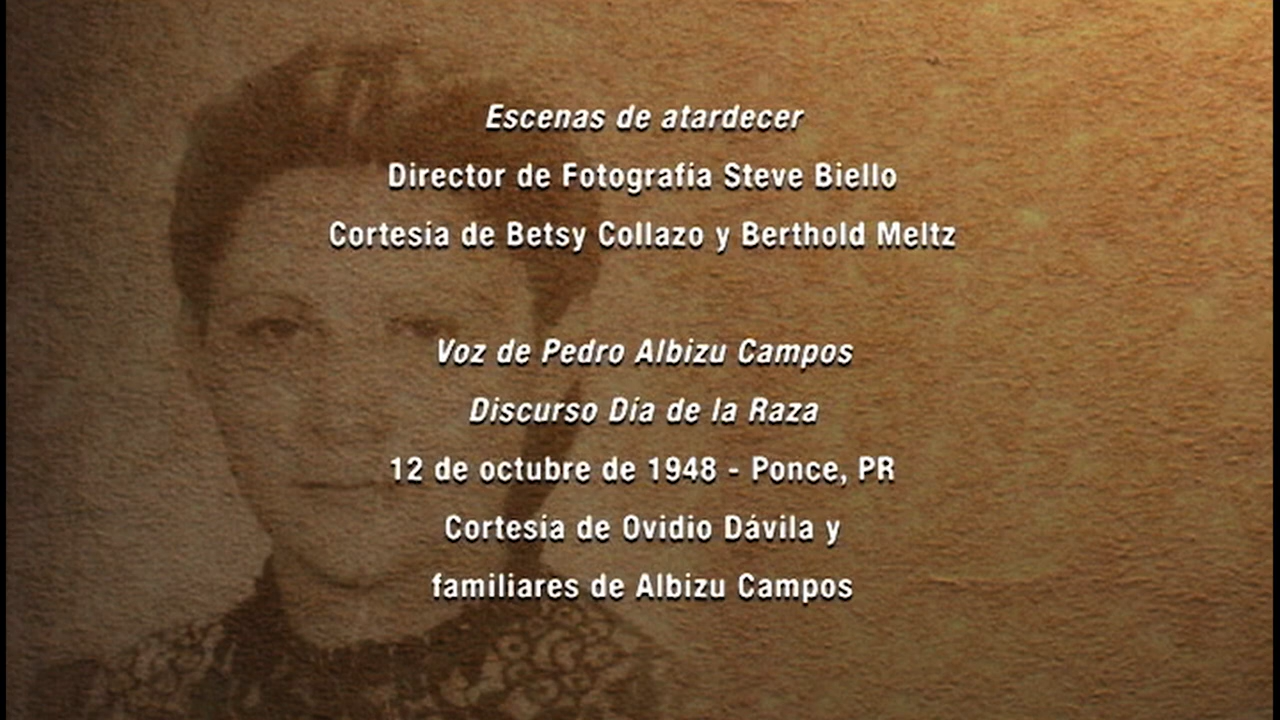 Escenas de atardecer
Director de Fotografía Steve Biello
Cortesía de Betsy Collazo y Berthold Meltz
Voz de Pedro Albizu Campos
Discurso Día de la Raza
12 de octubre de 1948 - Ponce, PR
Cortesía de Ovidio Dávila y
familiares de Albizu Campos